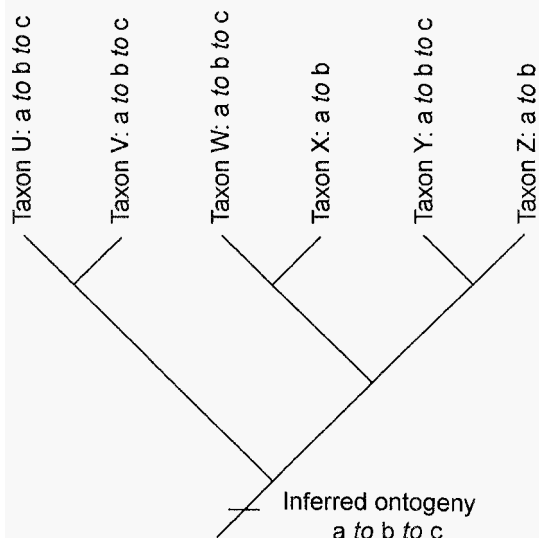 Taxon U: a to b to c
Taxon V: a to b to c
Taxon W: a to b to c
Taxon X: a to b
Taxon Y: a to b to c
Taxon Z: a to b
Inferred ontogeny
a to b to c